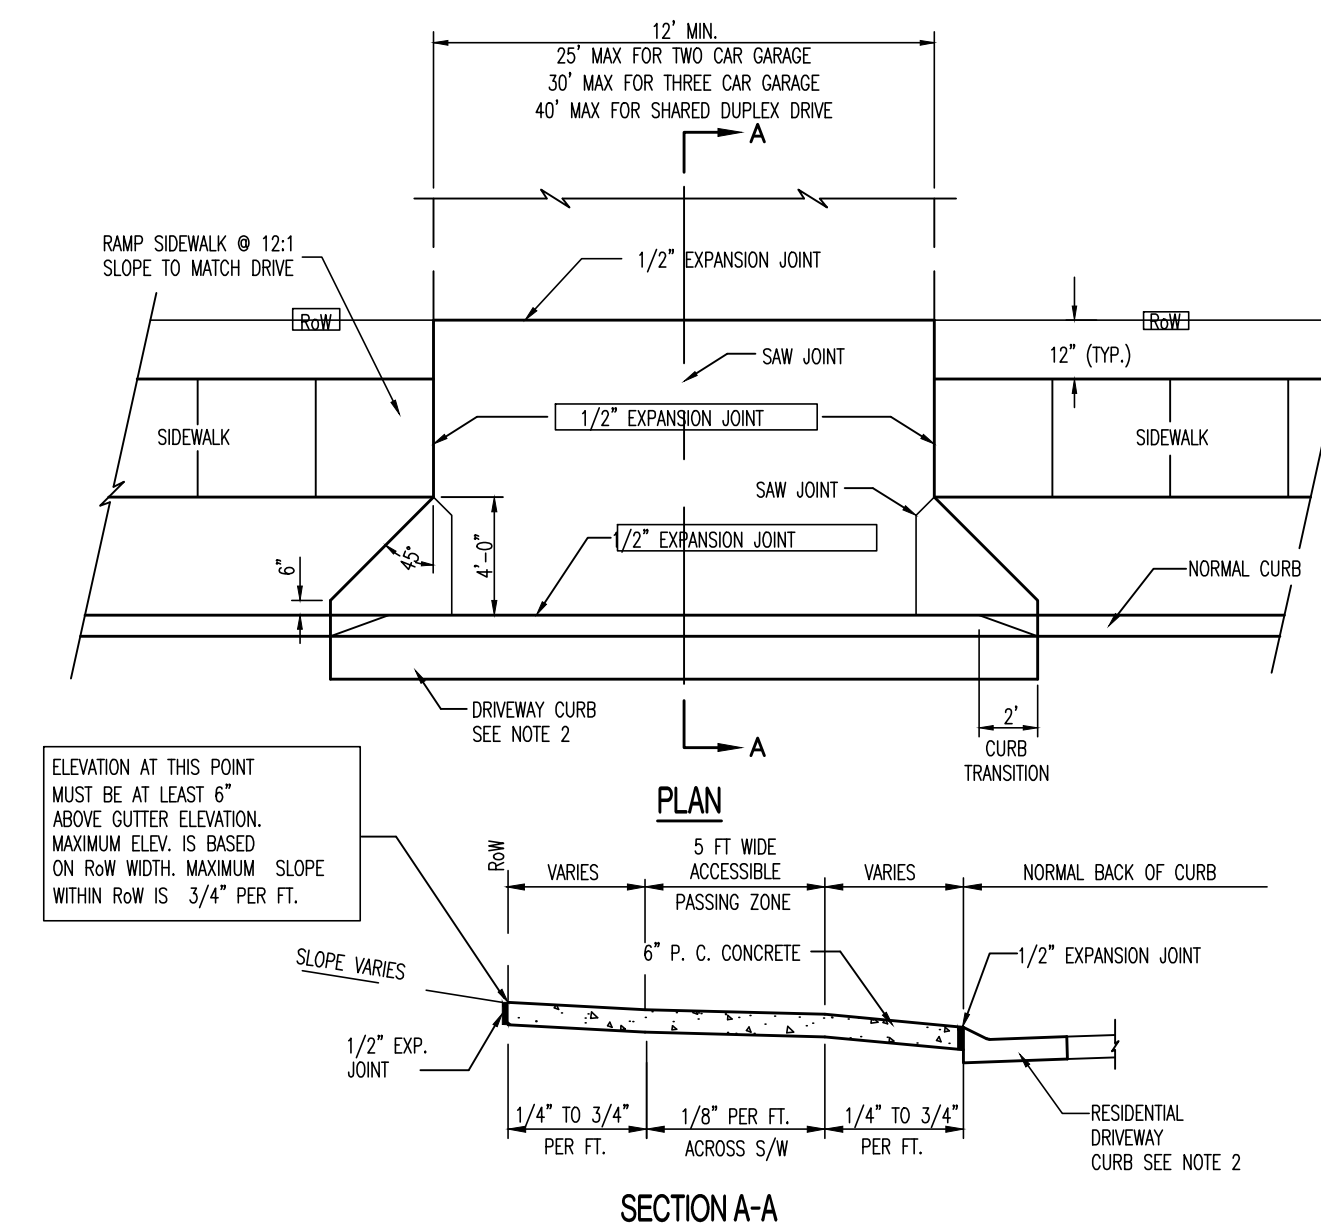 12' MIN.
25' MAX FOR TWO CAR GARAGE
30' MAX FOR THREE CAR GARAGE
40' MAX FOR SHARED DUPLEX DRIVE
A
RAMP SIDEWALK @ 12:1
SLOPE TO MATCH DRIVE
1/2" EXPANSION JOINT
RoW
RoW
SAW JOINT
12" (TYP.)
1/2" EXPANSION JOINT
SIDEWALK
SIDEWALK
SAW JOINT
1/2" EXPANSION JOINT
45°
4'-0"
6"
NORMAL CURB
DRIVEWAY CURB
SEE NOTE 2
2'
CURB
TRANSITION
A
PLAN
ELEVATION AT THIS POINT
MUST BE AT LEAST 6"
ABOVE GUTTER ELEVATION.
MAXIMUM ELEV. IS BASED
ON RoW WIDTH. MAXIMUM SLOPE
WITHIN RoW IS 3/4" PER FT.
RoW
VARIES
5 FT WIDE
ACCESSIBLE
PASSING ZONE
VARIES
NORMAL BACK OF CURB
SLOPE VARIES
6" P. C. CONCRETE
1/2" EXPANSION JOINT
1/2" EXP.
JOINT
1/4" TO 3/4"
PER FT.
1/8" PER FT.
ACROSS S/W
1/4" TO 3/4"
PER FT.
RESIDENTIAL
DRIVEWAY
CURB SEE NOTE 2
SECTION A-A